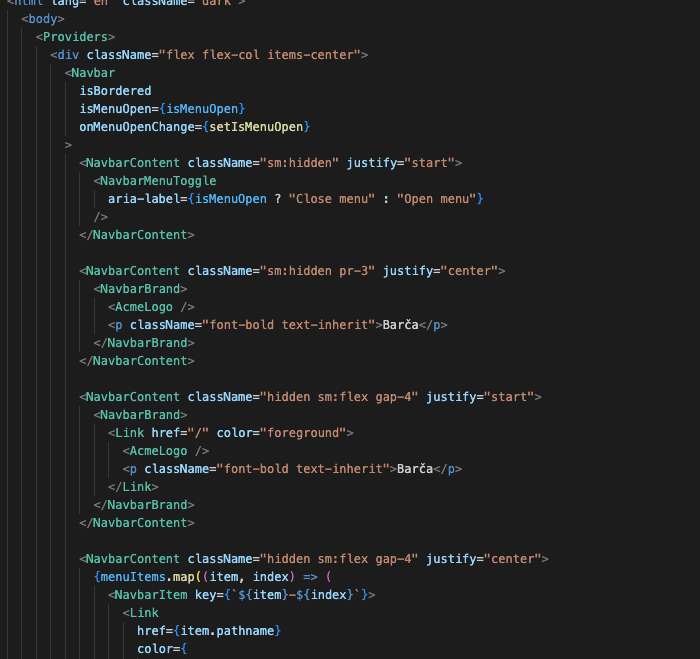 <html lang="en" className="dark">
<body>
<Providers>
<div className="flex flex-col items-center">
<Navbar
isBordered
isMenuOpen={isMenuOpen}
onMenuOpenChange={setIsMenuOpen}
>
<NavbarContent className="sm:hidden" justify="start">
<NavbarMenuToggle
aria-label={isMenuOpen ? "Close menu" : "Open menu"}
/>
</NavbarContent>
<NavbarContent className="sm:hidden pr-3" justify="center">
<NavbarBrand>
<AcmeLogo />
<p className="font-bold text-inherit">Barča</p>
</NavbarBrand>
</NavbarContent>
<NavbarContent className="hidden sm:flex gap-4" justify="start">
<NavbarBrand>
<Link href="/" color="foreground">
<AcmeLogo />
<p className="font-bold text-inherit">Barča</p>
</Link>
</NavbarBrand>
</NavbarContent>
<NavbarContent className="hidden sm:flex gap-4" justify="center">
{menuItems.map((item, index) => (
<NavbarItem key={`${item}-${index}`}>
<Link
href={item.pathname}
color={